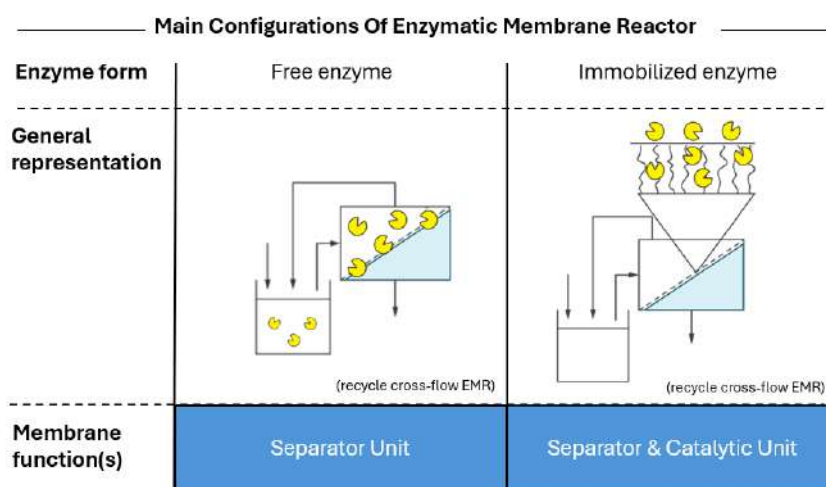 Main Configurations Of Enzymatic Membrane Reactor
Enzyme form
Free enzyme
Immobilized enzyme
General
representation
(recycle cross-flow EMR)
(recycle cross-flow EMR)
Membrane
function(s)
Separator Unit
Separator & Catalytic Unit